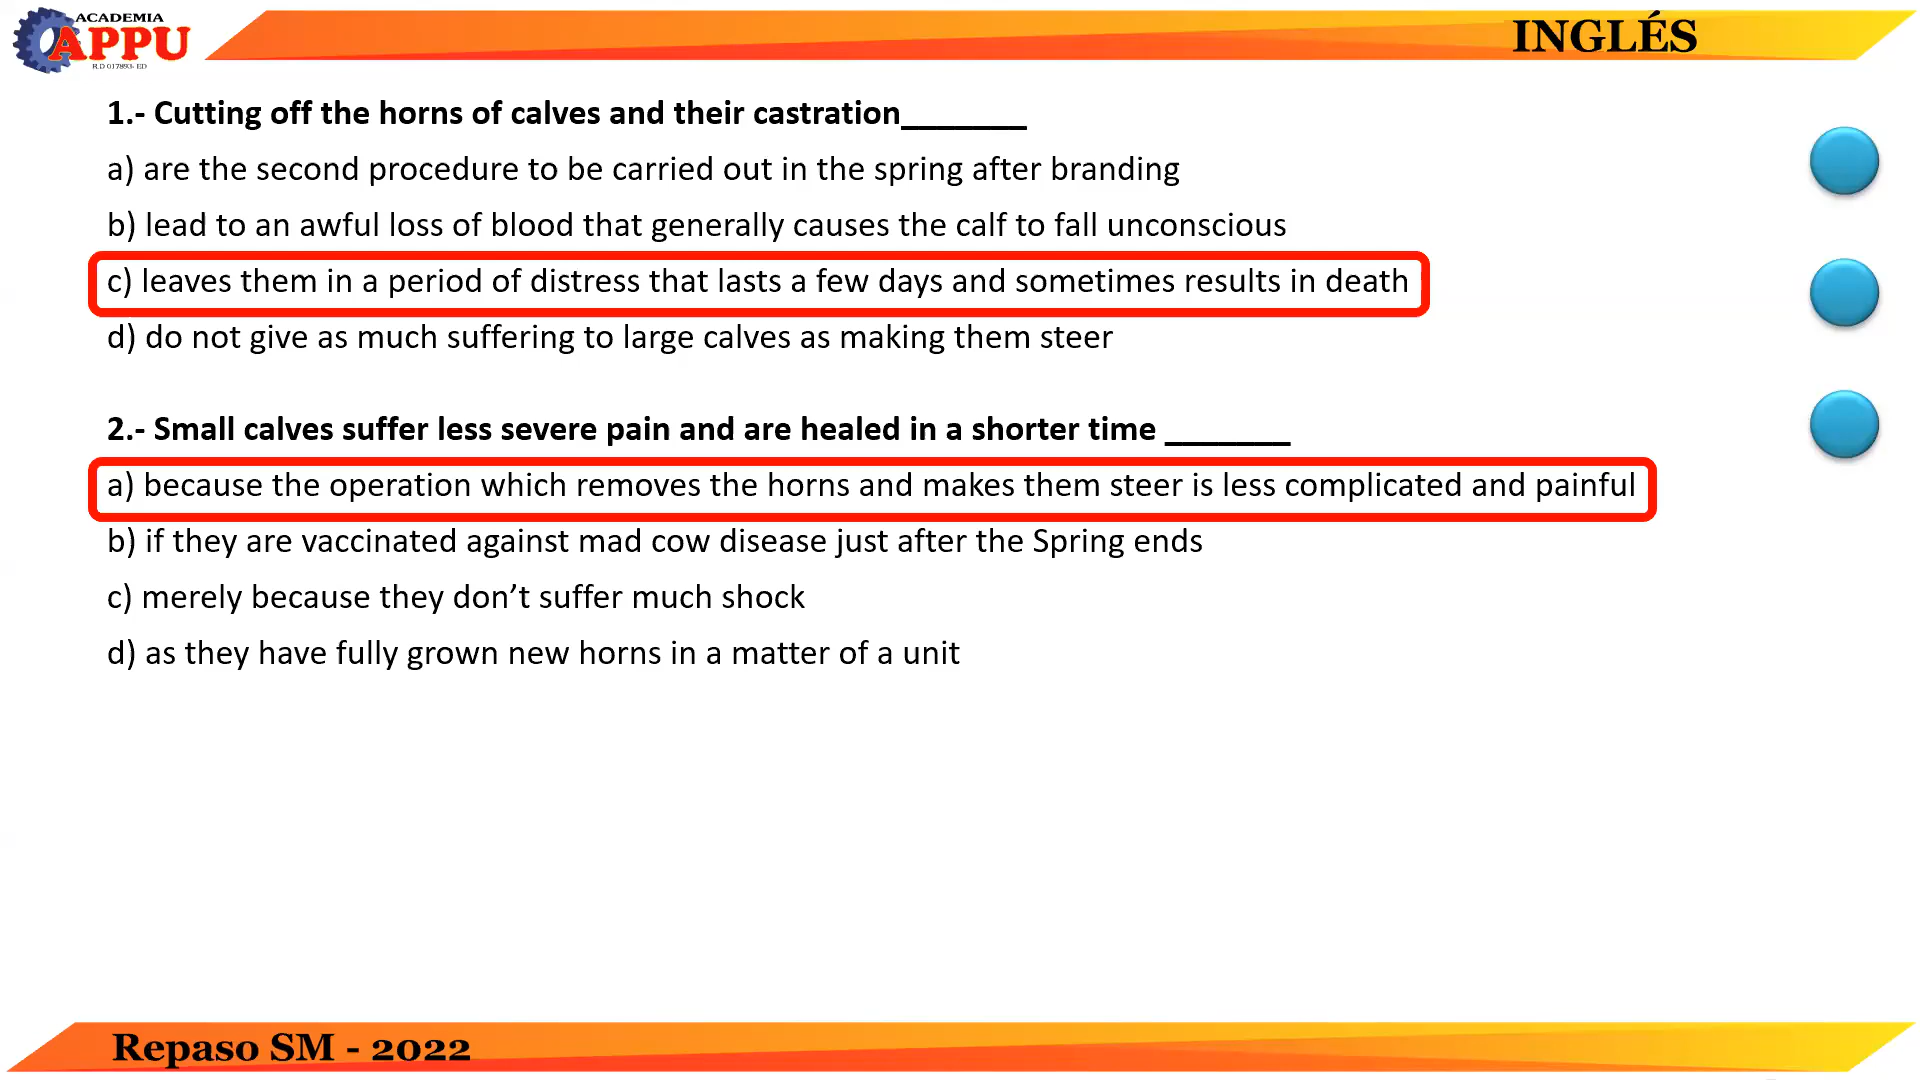 ACADEMIA
APPU
R.D 017893- ED
INGLÉS
1.- Cutting off the horns of calves and their castration_______
a) are the second procedure to be carried out in the spring after branding
b) lead to an awful loss of blood that generally causes the calf to fall unconscious
c) leaves them in a period of distress that lasts a few days and sometimes results in death
d) do not give as much suffering to large calves as making them steer
2.- Small calves suffer less severe pain and are healed in a shorter time _______
a) because the operation which removes the horns and makes them steer is less complicated and painful
b) if they are vaccinated against mad cow disease just after the Spring ends
c) merely because they don’t suffer much shock
d) as they have fully grown new horns in a matter of a unit
Repaso SM - 2022